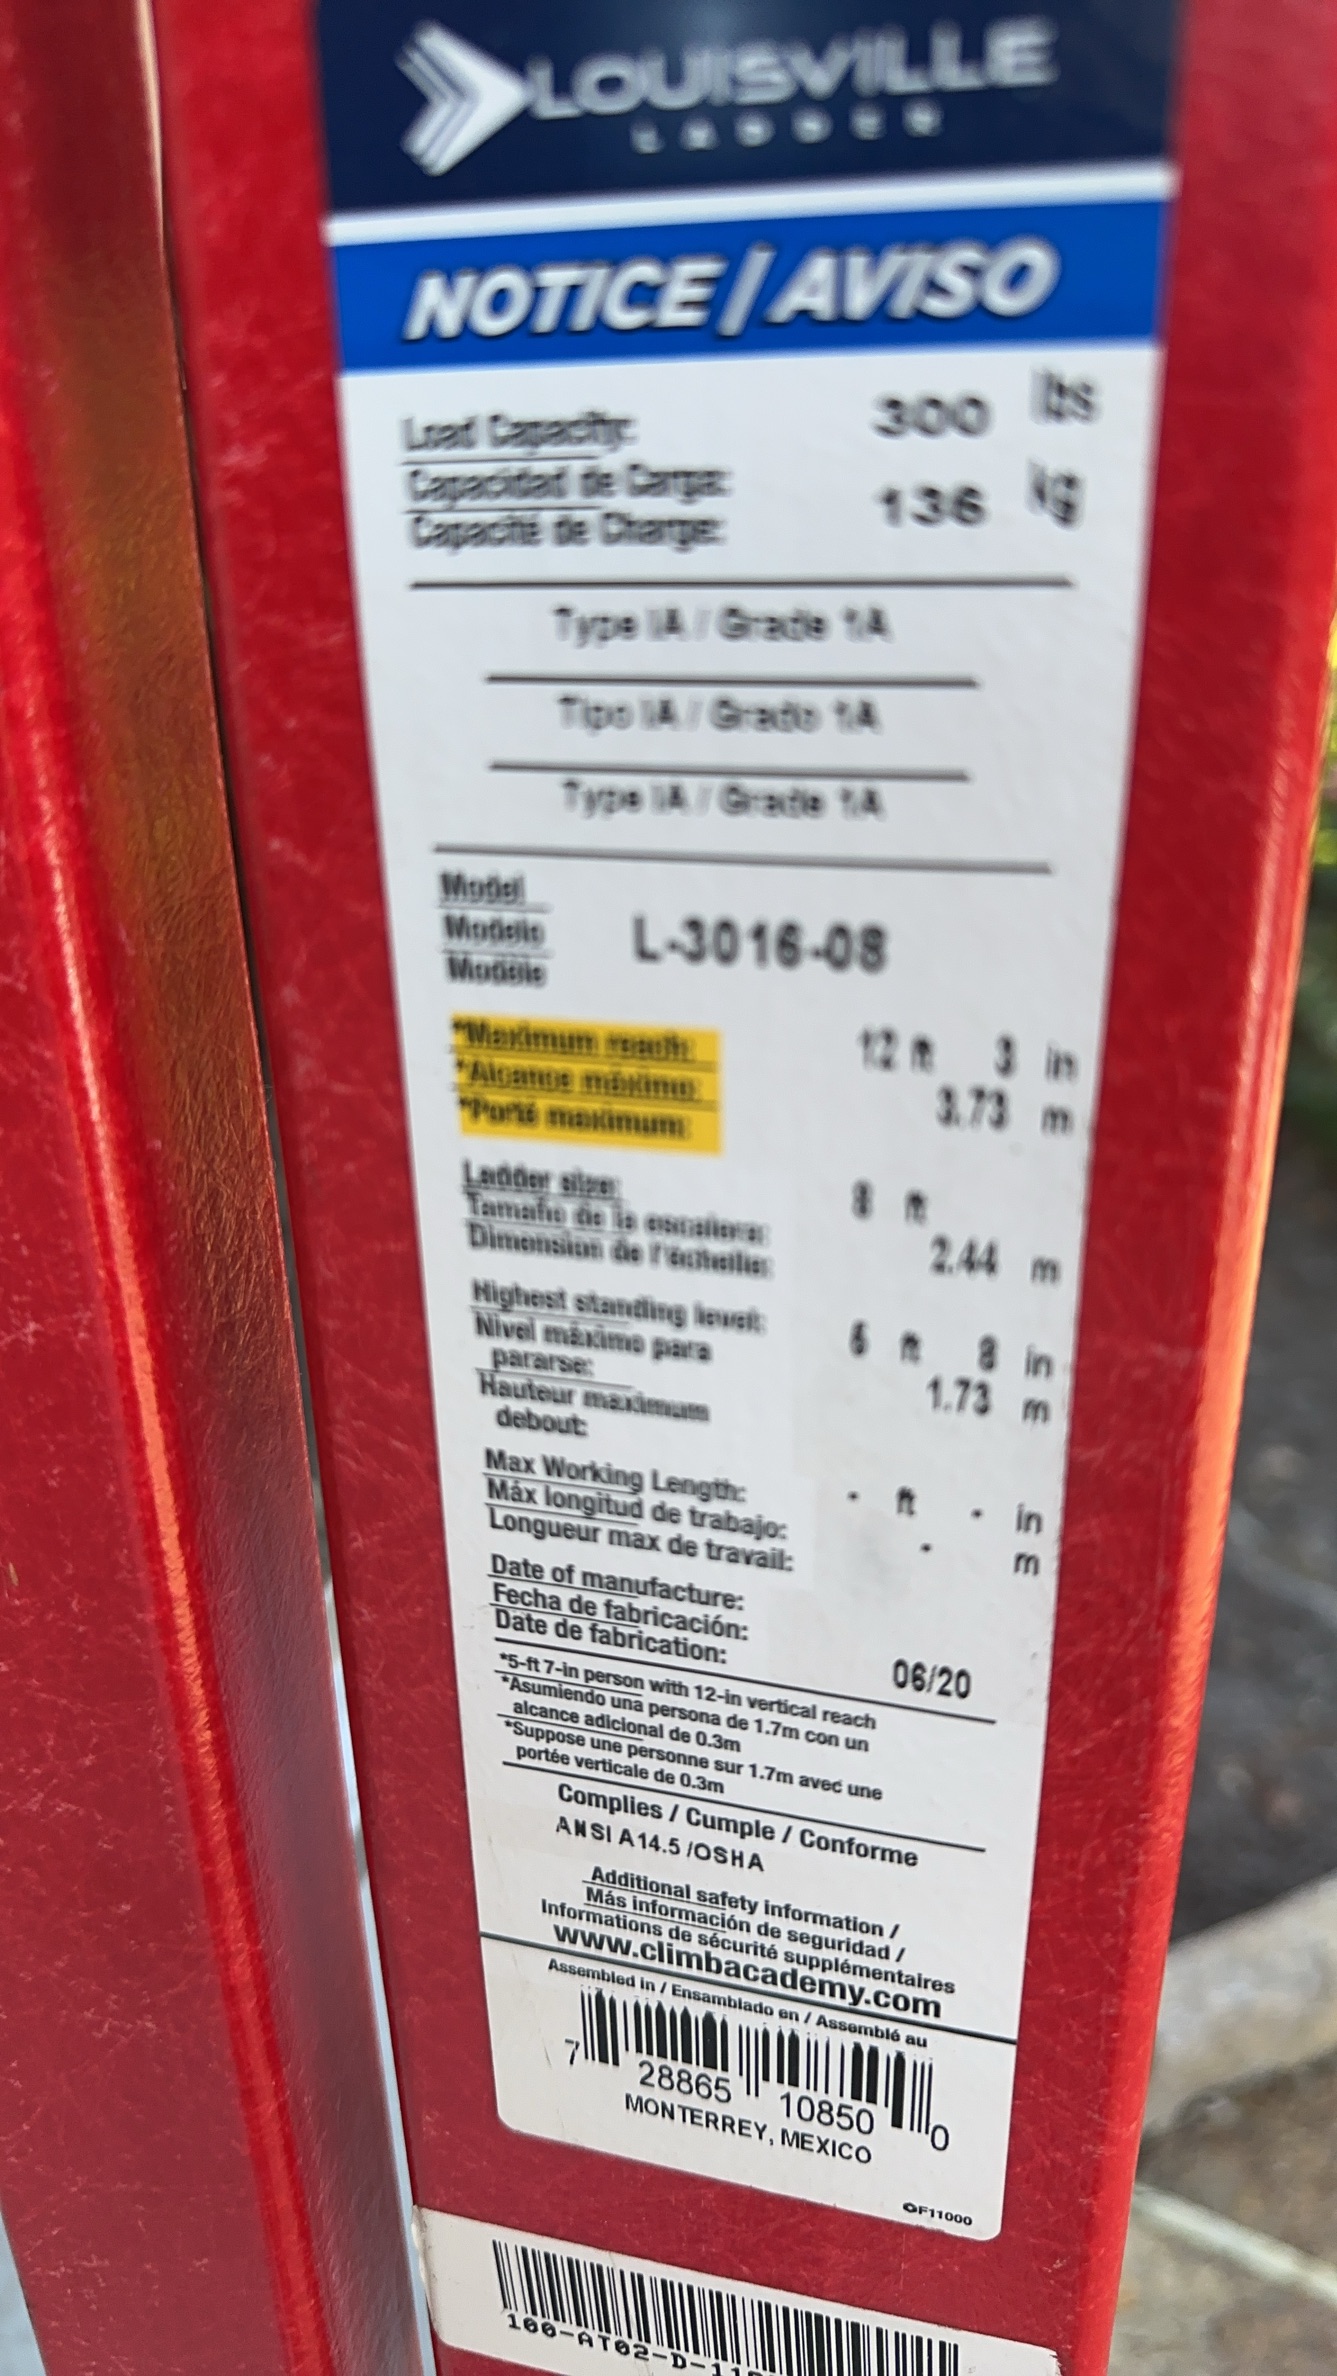 LOUISVILLE
LADDER
NOTICE / AVISO
Load Capacity: 300 lbs
Capacidad de Carga: 136 kg
Capacité de Charge:
Type IA / Grade 1A
Tipo IA / Grado 1A
Type IA / Grade 1A
Model
Modelo L-3016-08
Modèle
*Maximum reach: 12 ft 3 in
*Alcance máximo: 3.73 m
*Porté maximum:
Ladder size: 8 ft
Tamaño de la escalera: 2.44 m
Dimension de l'échelle:
Highest standing level: ft 8 in
Nivel máximo para
pararse: 1.73 m
Hauteur maximum
debout:
Max Working Length: - ft - in
Máx longitud de trabajo: - m
Longueur max de travail:
Date of manufacture:
Fecha de fabricación:
Date de fabrication: 06/20
*5-ft 7-in person with 12-in vertical reach
*Asumiendo una persona de 1.7m con un
alcance adicional de 0.3m
*Suppose une personne sur 1.7m avec une
portée verticale de 0.3m
Complies / Cumple / Conforme
ANSI A14.5 /OSHA
Additional safety information /
Más información de seguridad /
Informations de sécurité supplémentaires
www.climbacademy.com
Assembled in / Ensamblado en / Assemblé au
7 28865 10850 0
MONTERREY, MEXICO
OF11000
100-AT02-D-11